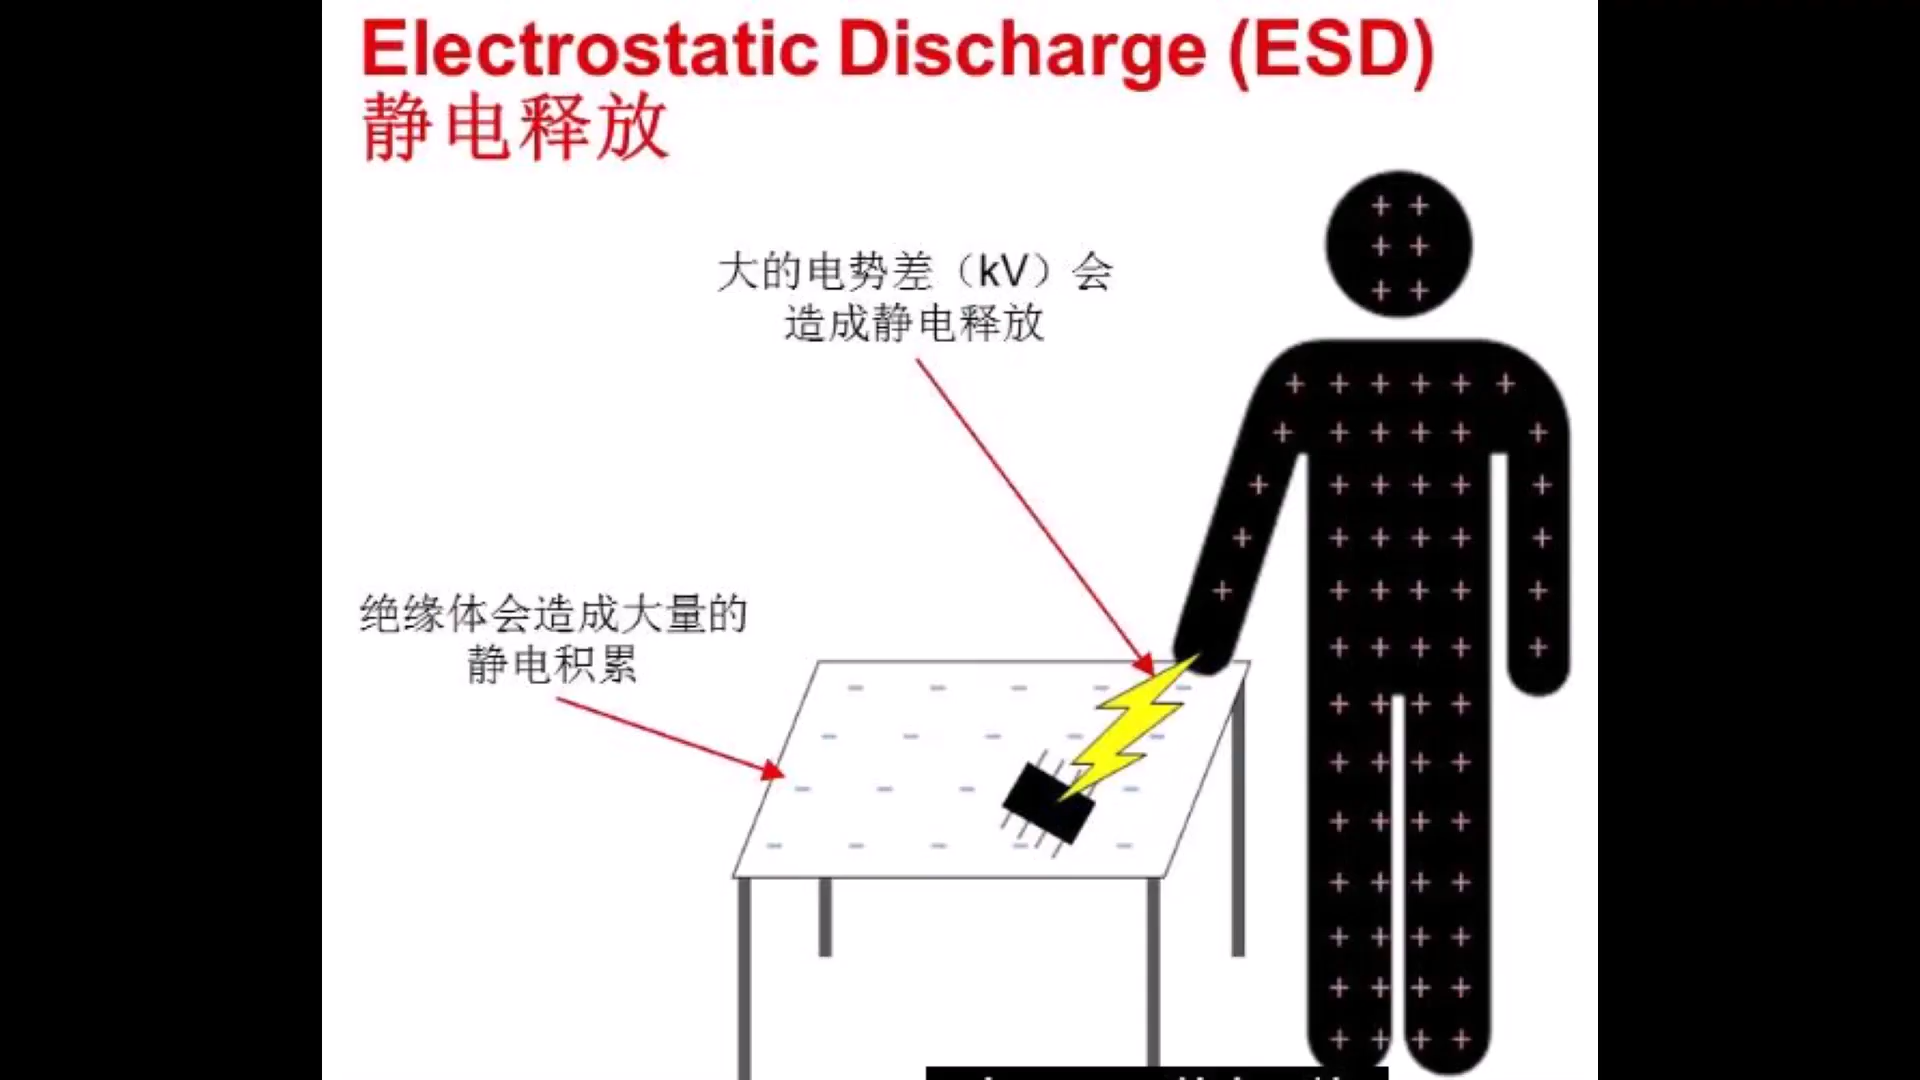 Electrostatic Discharge (ESD)
静电释放
大的电势差（kV）会
造成静电释放
绝缘体会造成大量的
静电积累